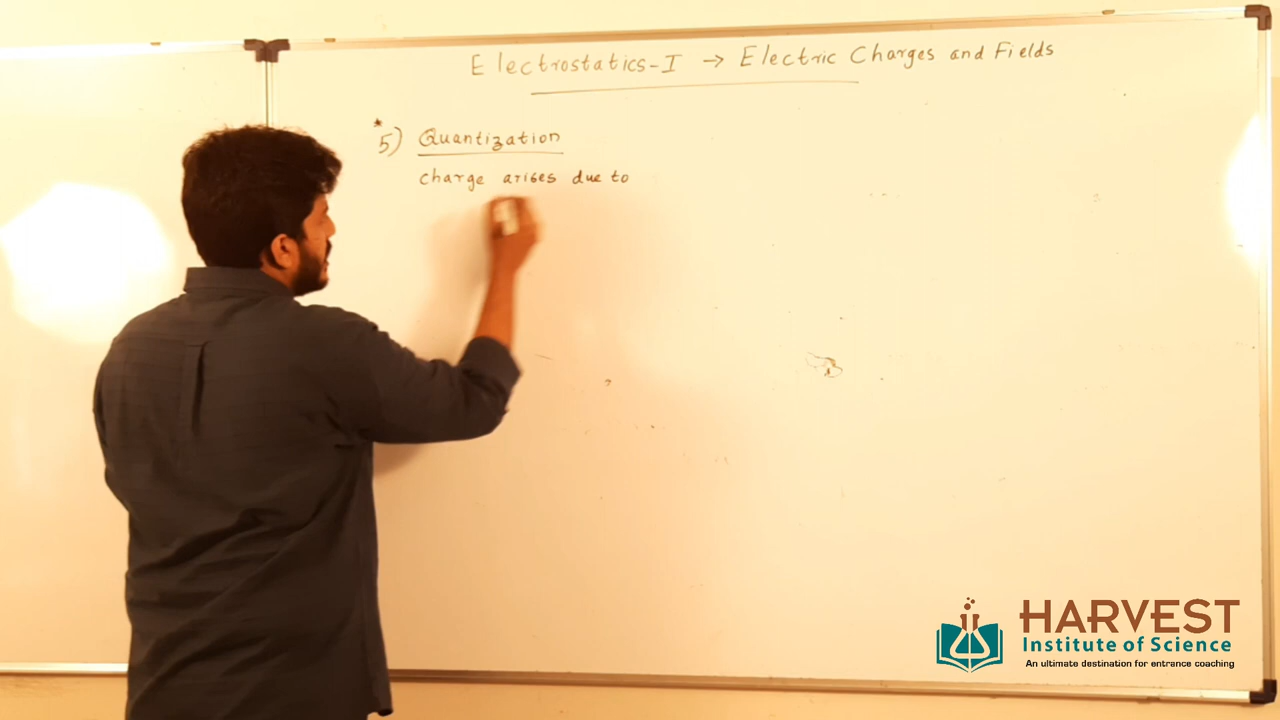 Electrostatics-I → Electric Charges and Fields
* 5) Quantization
charge arises due to
HARVEST
Institute of Science
An ultimate destination for entrance coaching